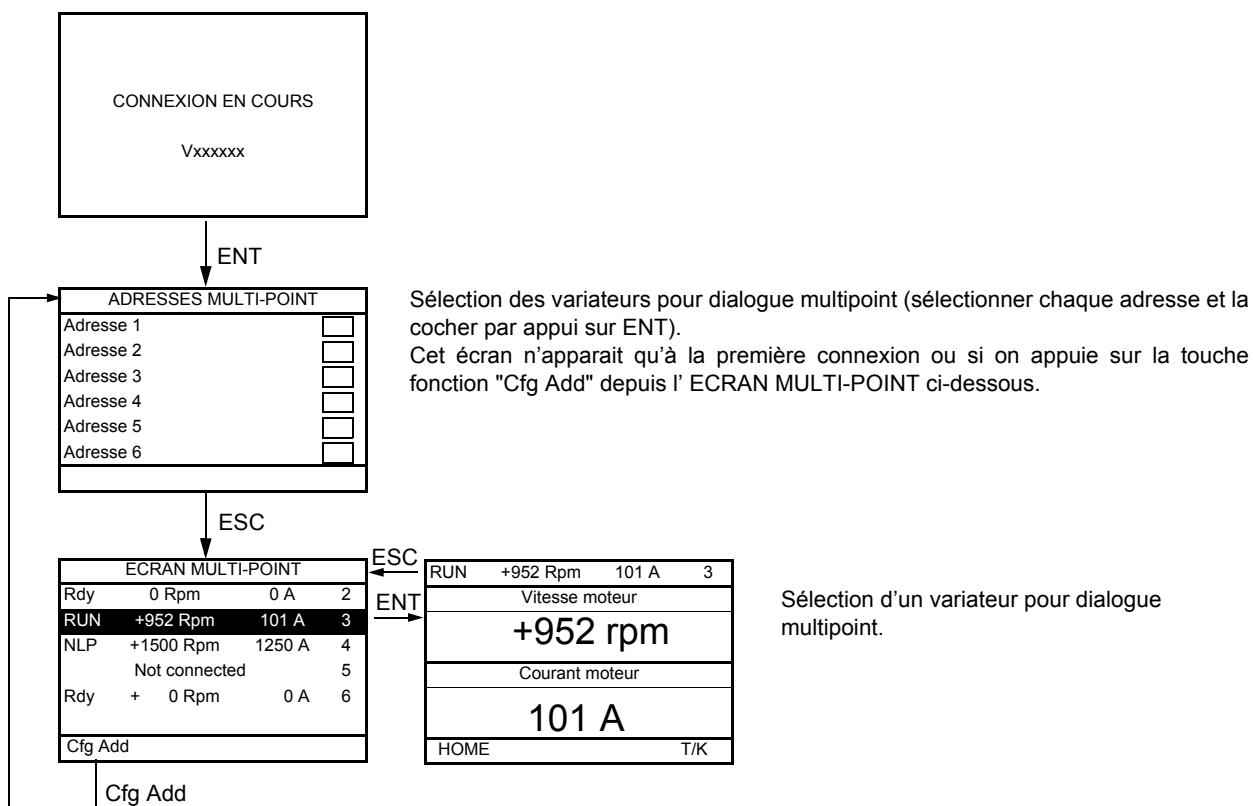 CONNEXION EN COURS
Vxxxxxx
ENT
ADRESSES MULTI-POINT
Adresse 1
Adresse 2
Adresse 3
Adresse 4
Adresse 5
Adresse 6
Sélection des variateurs pour dialogue multipoint (sélectionner chaque adresse et la
cocher par appui sur ENT).
Cet écran n'apparait qu'à la première connexion ou si on appuie sur la touche
fonction "Cfg Add" depuis l' ECRAN MULTI-POINT ci-dessous.
ESC
ECRAN MULTI-POINT
Rdy 0 Rpm 0 A 2
RUN +952 Rpm 101 A 3
NLP +1500 Rpm 1250 A 4
Not connected 5
Rdy + 0 Rpm 0 A 6
Cfg Add
ESC
ENT
RUN +952 Rpm 101 A 3
Vitesse moteur
+952 rpm
Courant moteur
101 A
HOME T/K
Sélection d'un variateur pour dialogue
multipoint.
Cfg Add